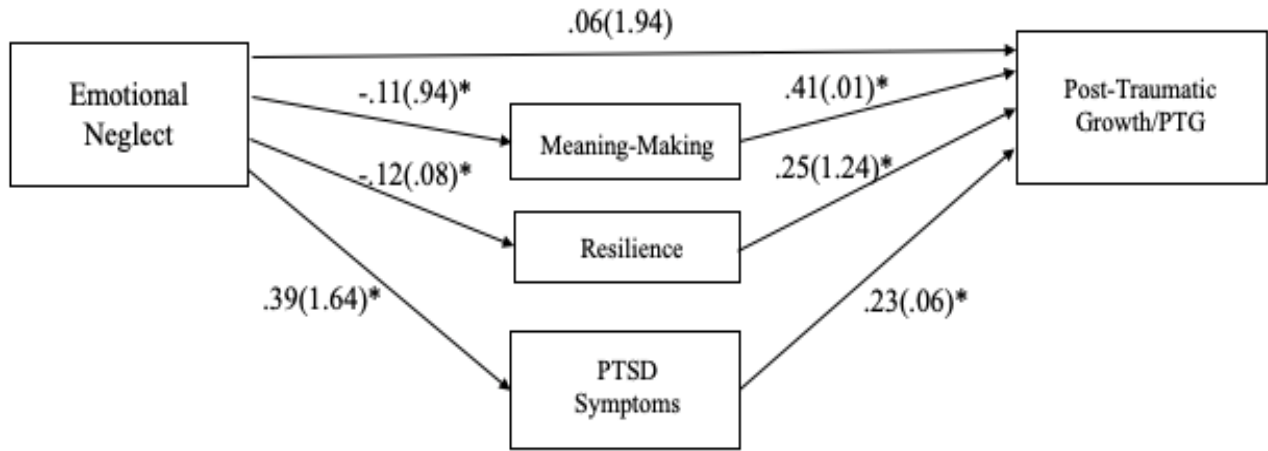 .06(1.94)
Emotional
Neglect
-.11(.94)*
.41(.01)*
Post-Traumatic
Growth/PTG
Meaning-Making
-.12(.08)*
.25(1.24)*
Resilience
.39(1.64)*
.23(.06)*
PTSD
Symptoms